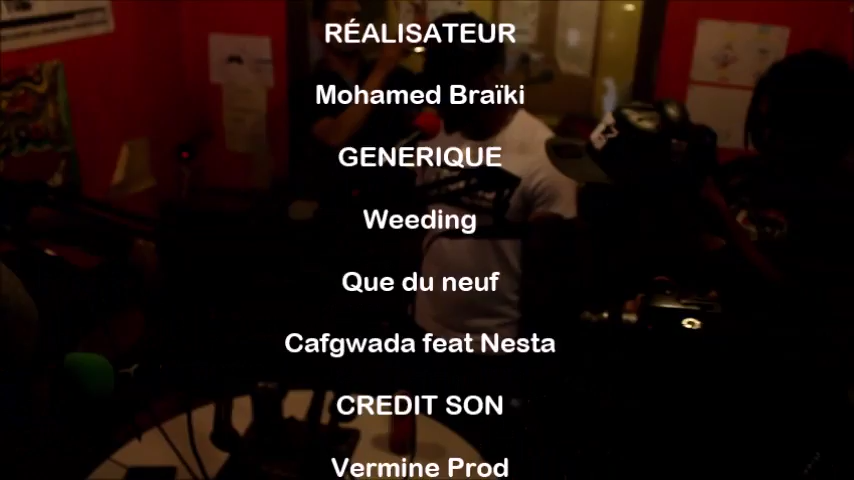 RÉALISATEUR
Mohamed Braïki
GENERIQUE
Weeding
Que du neuf
Cafgwada feat Nesta
CREDIT SON
Vermine Prod